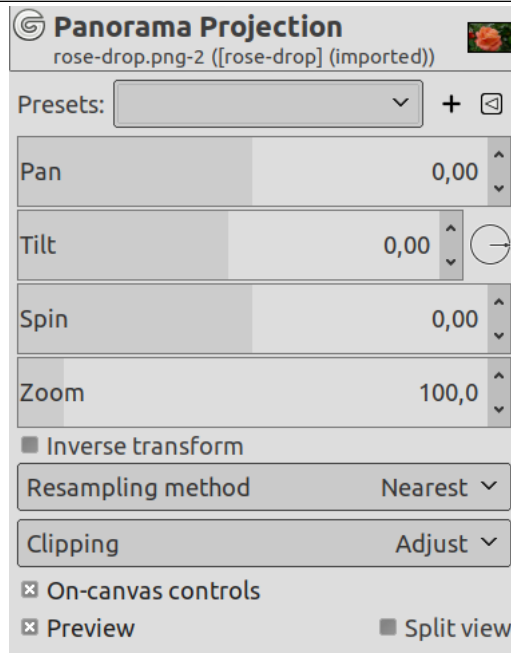 Panorama Projection
rose-drop.png-2 ([rose-drop] (imported))
Presets:
Pan 0,00
Tilt 0,00
Spin 0,00
Zoom 100,0
Inverse transform
Resampling method Nearest
Clipping Adjust
On-canvas controls
Preview Split view